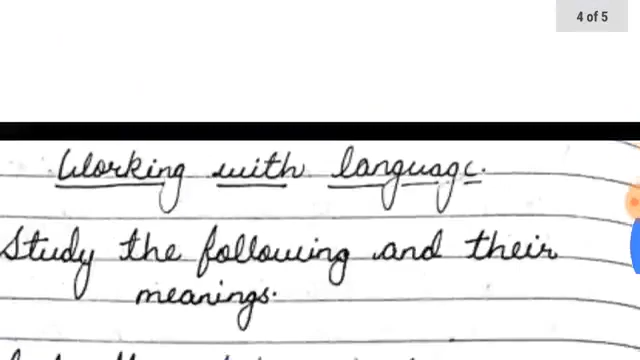 4 of 5
Working with language.
Study the following and their
meanings.